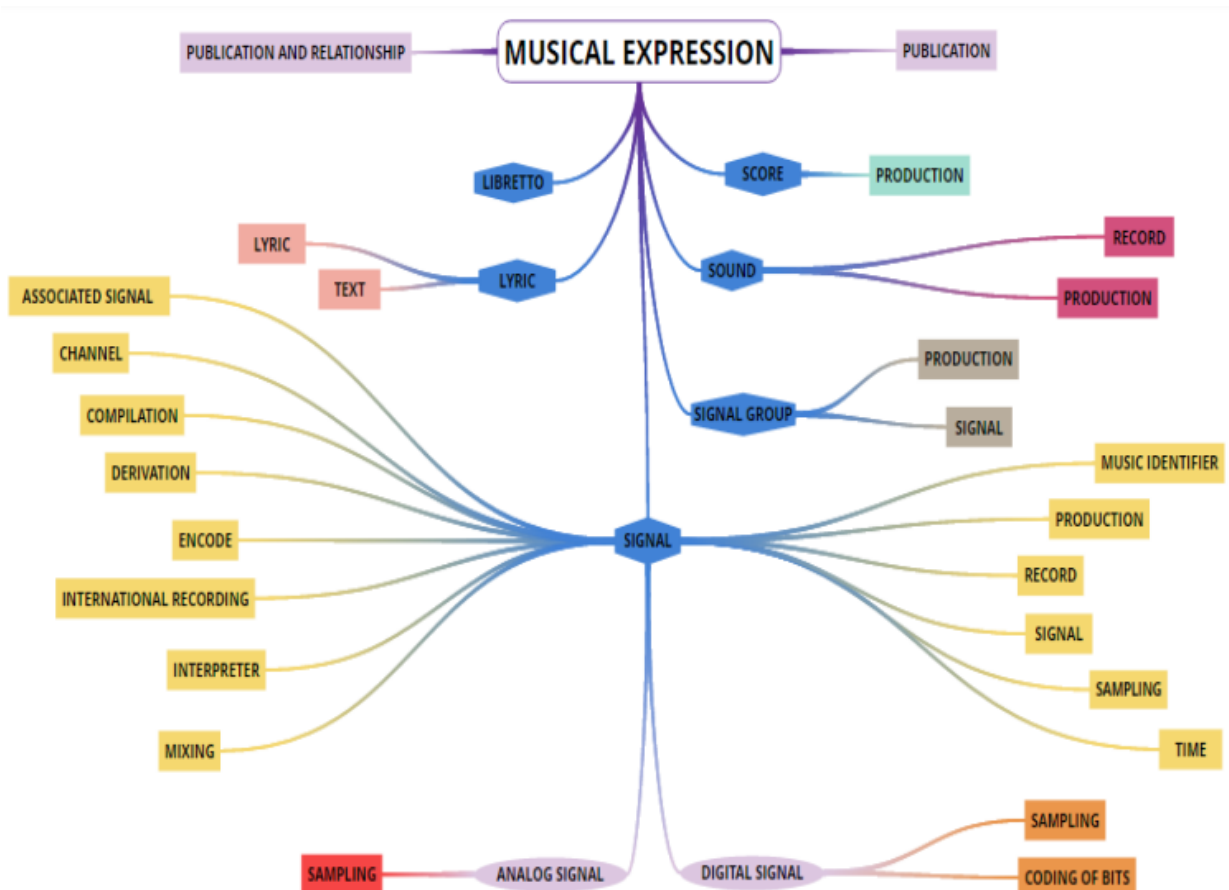 MUSICAL EXPRESSION
PUBLICATION AND RELATIONSHIP
PUBLICATION
LIBRETTO
SCORE
PRODUCTION
LYRIC
TEXT
LYRIC
SOUND
RECORD
PRODUCTION
SIGNAL GROUP
PRODUCTION
SIGNAL
ASSOCIATED SIGNAL
CHANNEL
COMPILATION
DERIVATION
ENCODE
INTERNATIONAL RECORDING
INTERPRETER
MIXING
SIGNAL
MUSIC IDENTIFIER
PRODUCTION
RECORD
SIGNAL
SAMPLING
TIME
SAMPLING
ANALOG SIGNAL
DIGITAL SIGNAL
SAMPLING
CODING OF BITS